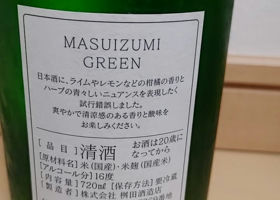 MASUIZUMI
GREEN
日本酒に、ライムやレモンなどの柑橘の香りと
ハーブの青々しいニュアンスを表現したく
試行錯誤しました。
爽やかで清涼感のある香りと酸味を
お楽しみください。
[品目] 清酒 お酒は20歳に
なってから
[原材料名] 米(国産)・米麹(国産米)
[アルコール分] 16度
[内容量] 720㎖ [保存方法] 要冷蔵
[製造者] 株式会社 桝田酒造店